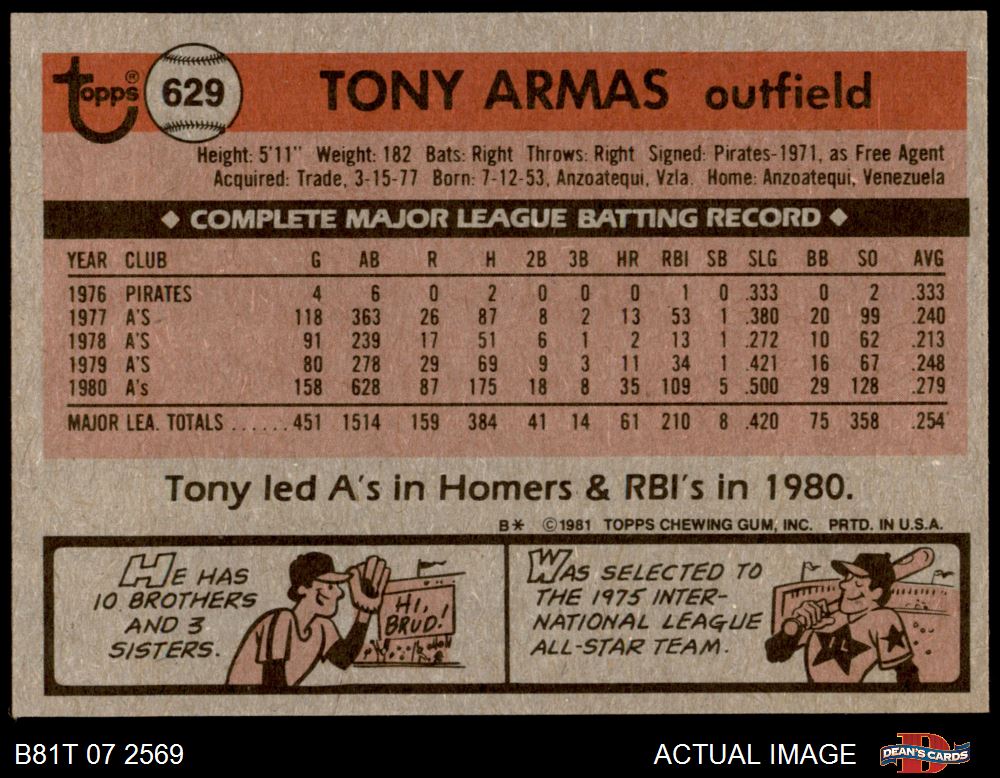 Topps® 629 TONY ARMAS outfield
Height: 5'11" Weight: 182 Bats: Right Throws: Right Signed: Pirates-1971, as Free Agent
Acquired: Trade, 3-15-77 Born: 7-12-53, Anzoatequi, Vzla. Home: Anzoatequi, Venezuela
◆ COMPLETE MAJOR LEAGUE BATTING RECORD ◆
YEAR CLUB G AB R H 2B 3B HR RBI SB SLG BB SO AVG
1976 PIRATES 4 6 0 2 0 0 0 1 0 .333 0 2 .333
1977 A'S 118 363 26 87 8 2 13 53 1 .380 20 99 .240
1978 A'S 91 239 17 51 6 1 2 13 1 .272 10 62 .213
1979 A'S 80 278 29 69 9 3 11 34 1 .421 16 67 .248
1980 A's 158 628 87 175 18 8 35 109 5 .500 29 128 .279
MAJOR LEA. TOTALS ......451 1514 159 384 41 14 61 210 8 .420 75 358 .254
Tony led A's in Homers & RBI's in 1980.
B* ©1981 TOPPS CHEWING GUM, INC. PRTD. IN U.S.A.
HE HAS
10 BROTHERS
AND 3
SISTERS.
HI,
BRUD!
WAS SELECTED TO
THE 1975 INTER-
NATIONAL LEAGUE
ALL-STAR TEAM.
IL
B81T 07 2569 ACTUAL IMAGE DEAN'S CARDS